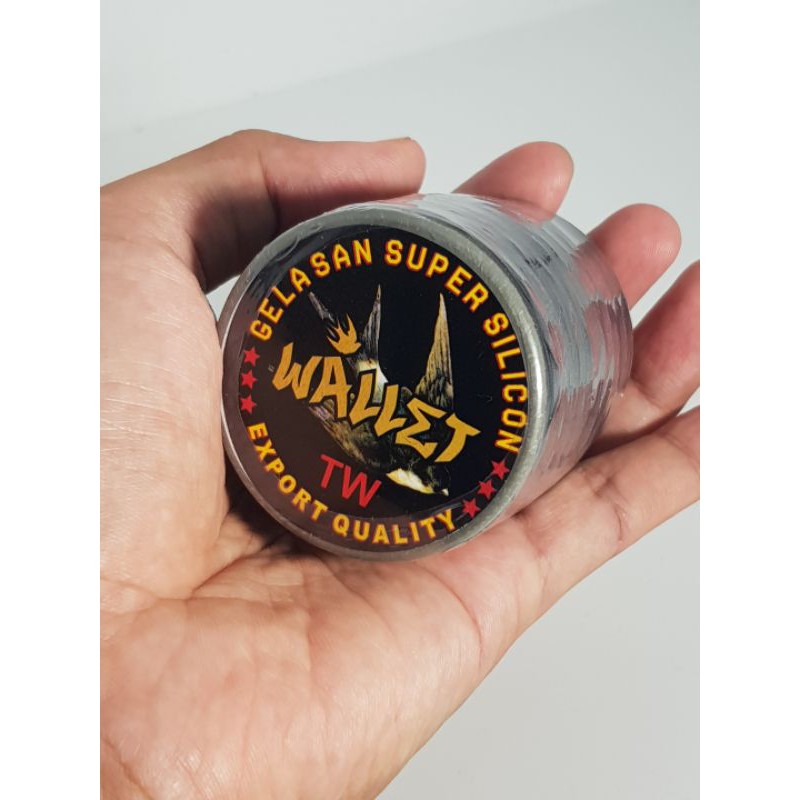 GELASAN SUPER SILICON
WALLET
TW
EXPORT QUALITY